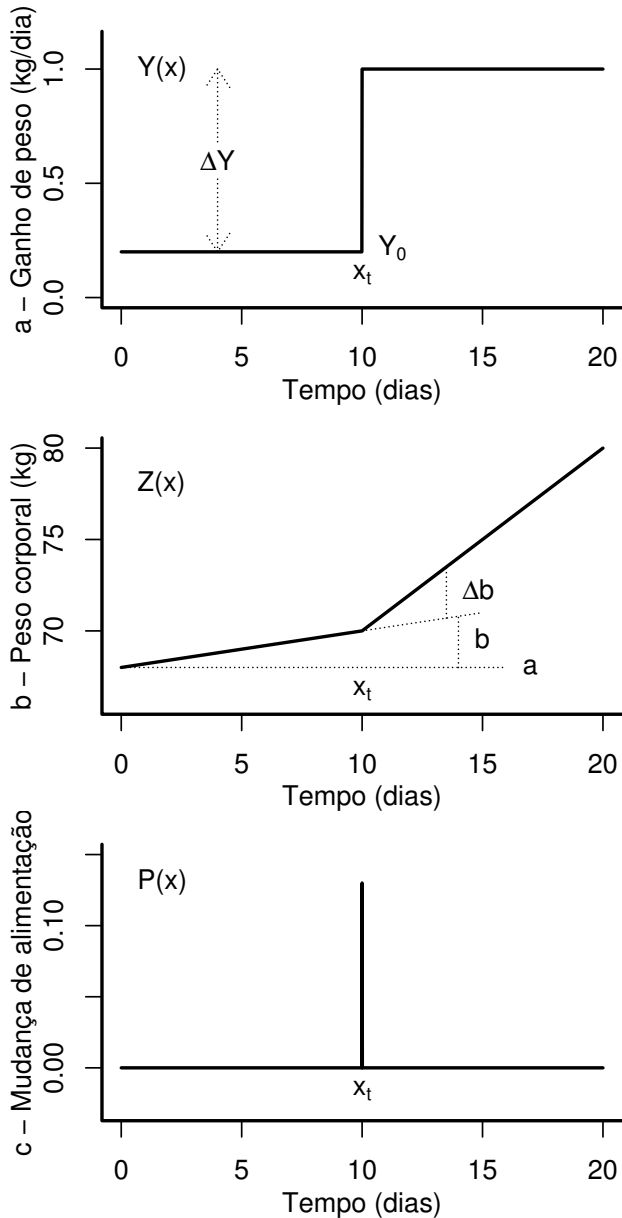 a – Ganho de peso (kg/dia)
1.0
0.5
0.0
Y(x)
ΔY
Y₀
xₜ
0 5 10 15 20
Tempo (dias)
b – Peso corporal (kg)
80
75
70
Z(x)
Δb
b
a
xₜ
0 5 10 15 20
Tempo (dias)
c – Mudança de alimentação
0.10
0.00
P(x)
xₜ
0 5 10 15 20
Tempo (dias)